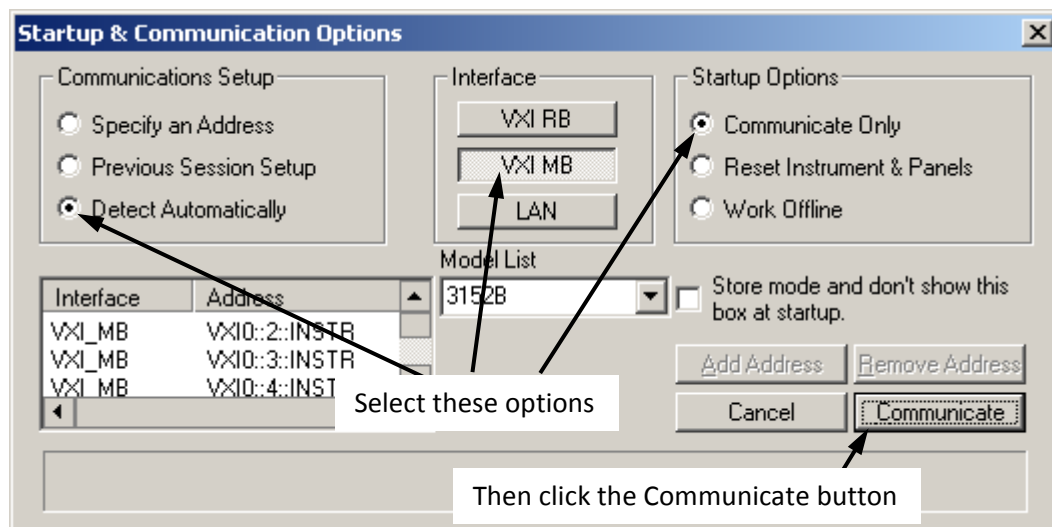 Startup & Communication Options
Communications Setup
Specify an Address
Previous Session Setup
Detect Automatically
Interface
VXI RB
VXI MB
LAN
Startup Options
Communicate Only
Reset Instrument & Panels
Work Offline
Interface Address
VXI_MB VXI0::2::INSTR
VXI_MB VXI0::3::INSTR
VXI_MB VXI0::4::INST
Model List
3152B
Store mode and don't show this
box at startup.
Add Address Remove Address
Cancel Communicate
Select these options
Then click the Communicate button